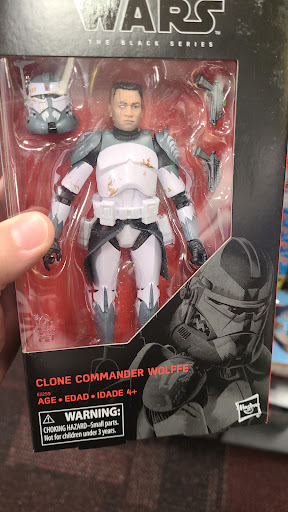 WARS
THE BLACK SERIES
CLONE COMMANDER WOLFFE
AGE • EDAD • IDADE 4+
WARNING:
CHOKING HAZARD–Small parts.
Not for children under 3 years.
Hasbro